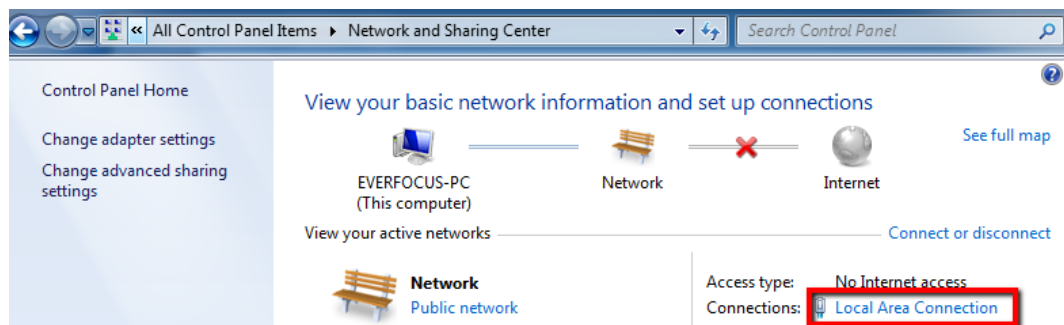 All Control Panel Items ▸ Network and Sharing Center
Search Control Panel
Control Panel Home
Change adapter settings
Change advanced sharing
settings
View your basic network information and set up connections
See full map
EVERFOCUS-PC
(This computer)
Network
Internet
View your active networks
Connect or disconnect
Network
Public network
Access type: No Internet access
Connections: Local Area Connection